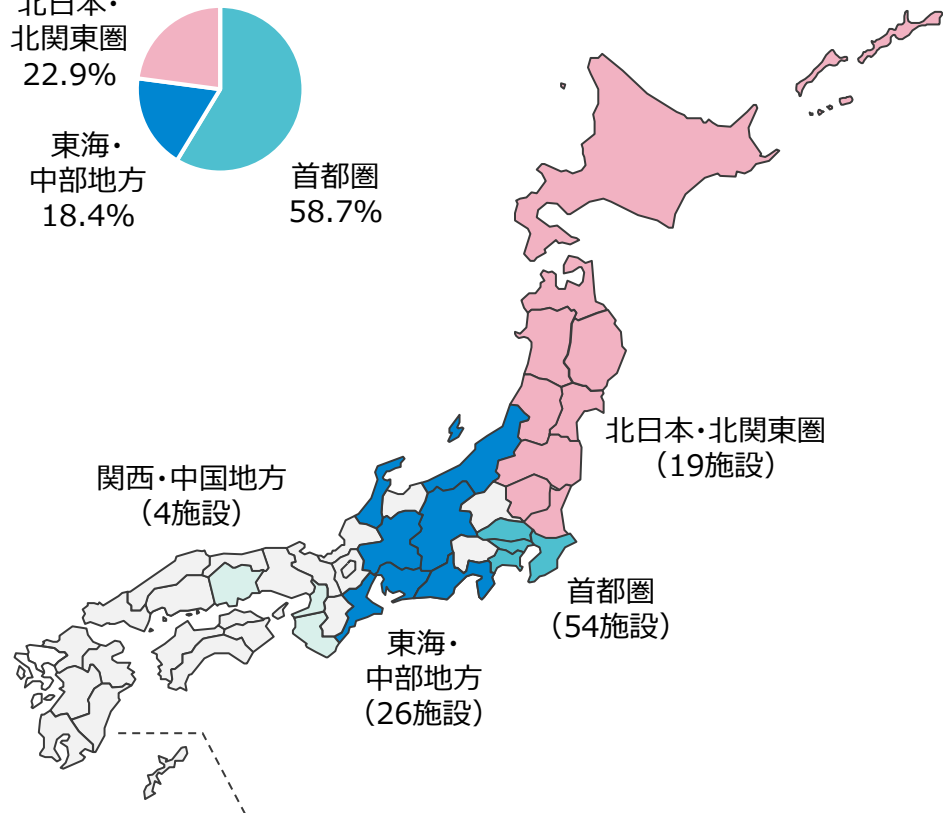 北日本・
北関東圏
22.9%
東海・
中部地方
18.4%
首都圏
58.7%
北日本・北関東圏
（19施設）
関西・中国地方
（4施設）
首都圏
（54施設）
東海・
中部地方
（26施設）